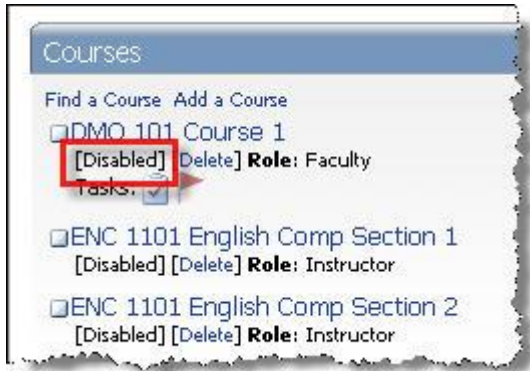 Courses
Find a Course Add a Course
DMO 101 Course 1
[Disabled] [Delete] Role: Faculty
Tasks:
ENC 1101 English Comp Section 1
[Disabled] [Delete] Role: Instructor
ENC 1101 English Comp Section 2
[Disabled] [Delete] Role: Instructor